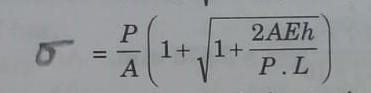 σ = P/A (1 + √(1 + 2AEh / P . L))